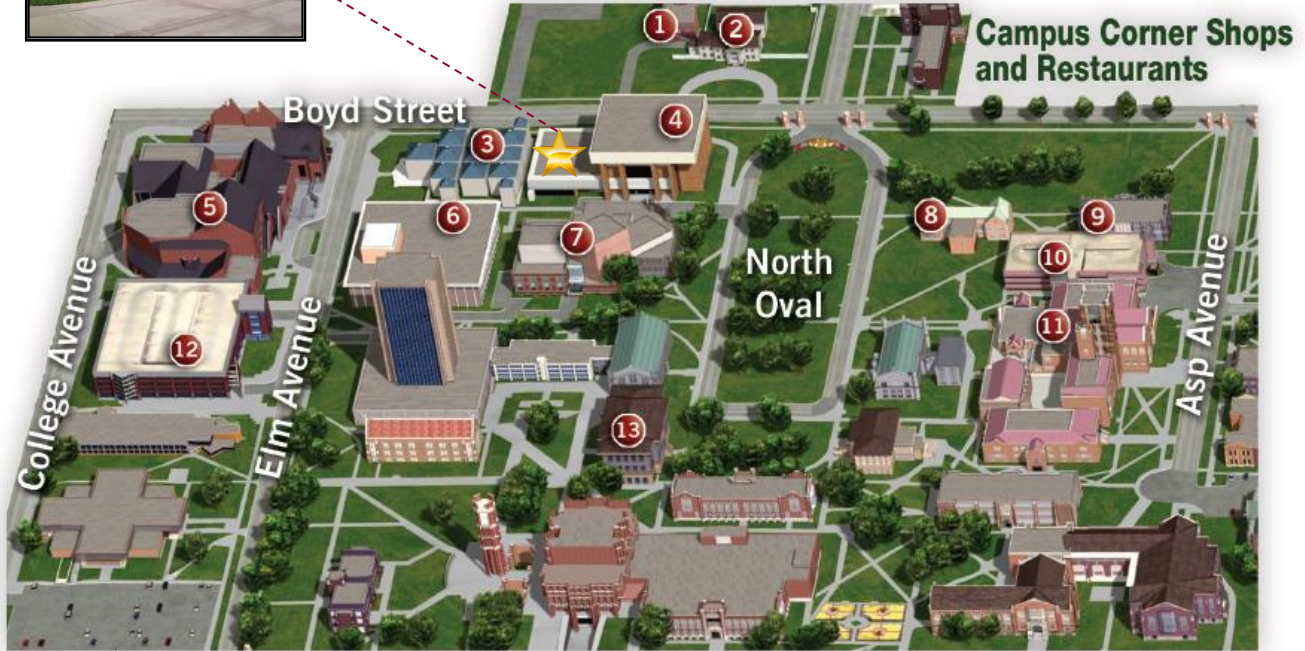 1
2
Campus Corner Shops
and Restaurants
Boyd Street
3
4
5
6
7
8
9
10
11
12
13
North
Oval
College Avenue
Elm Avenue
Asp Avenue